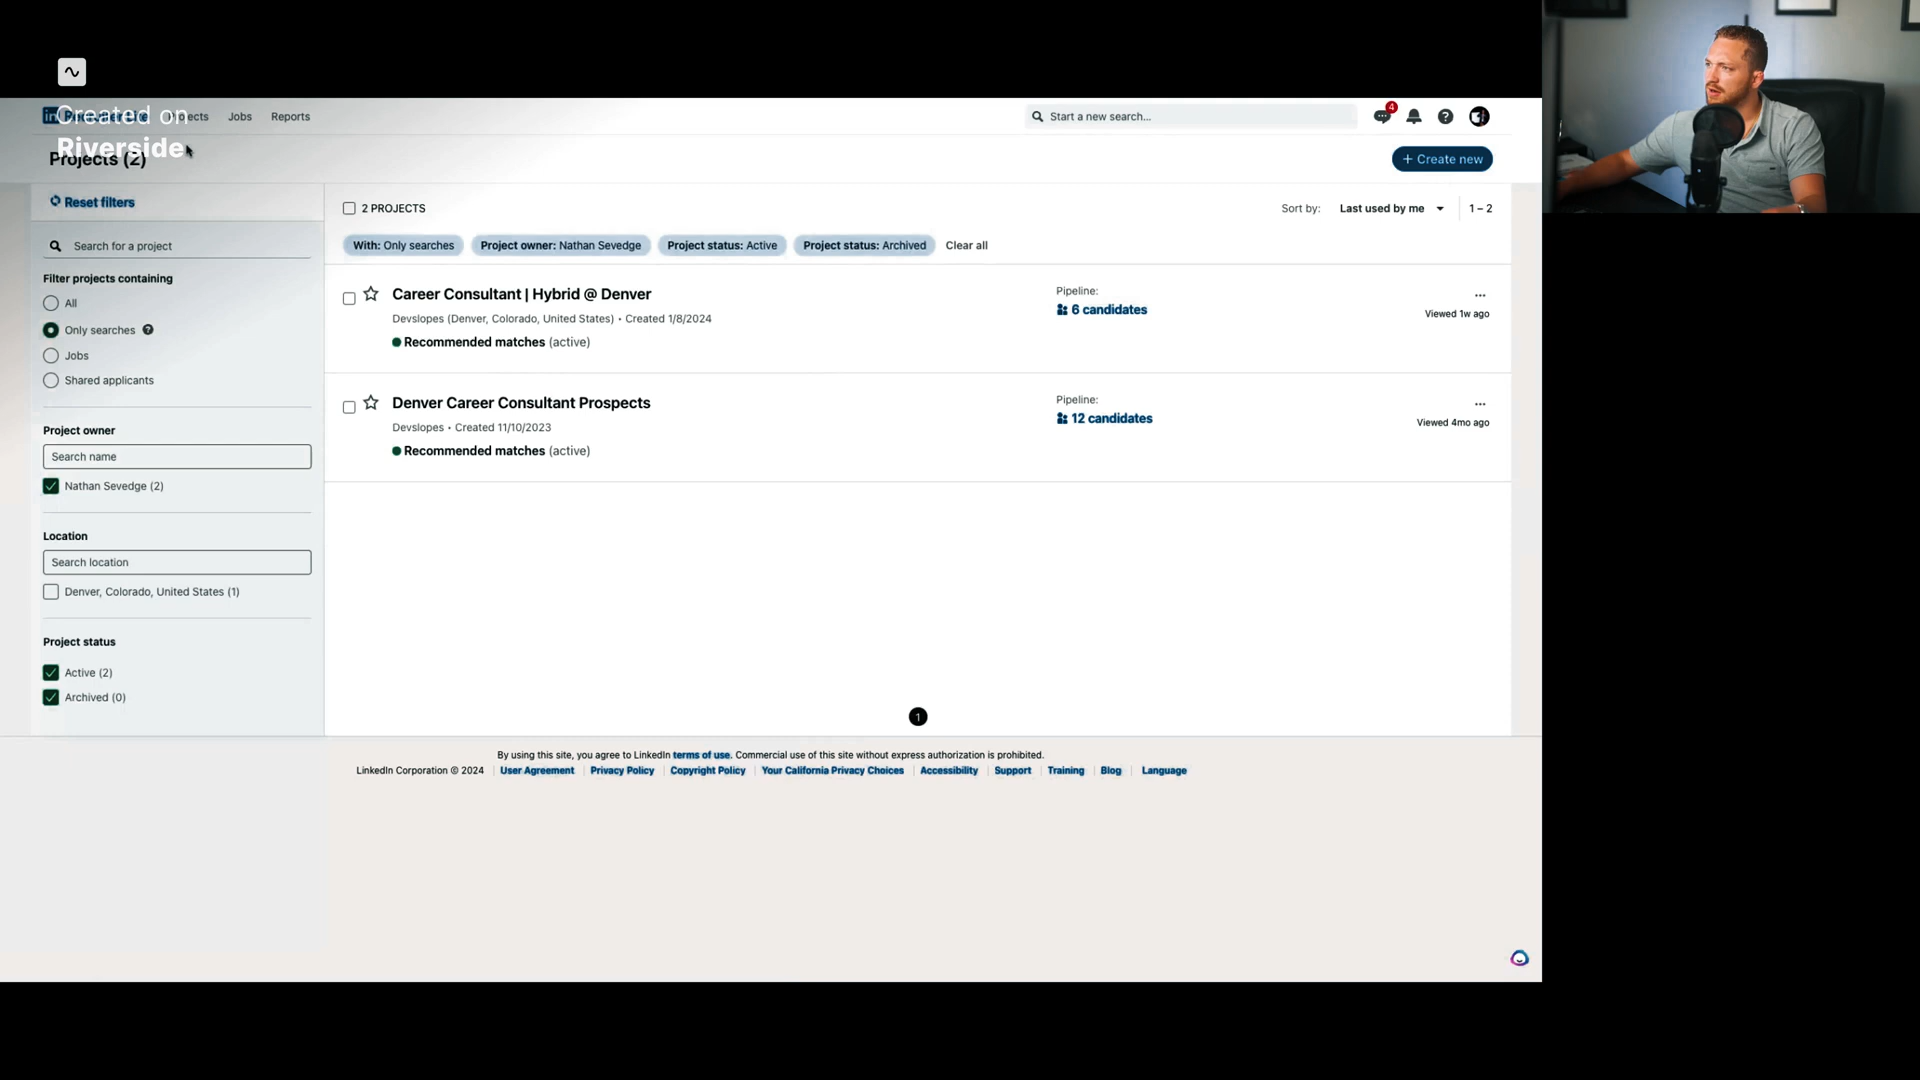 Created on
Riverside
in
Projects Jobs Reports
Start a new search...
4
Projects (2)
+ Create new
Reset filters
Search for a project
Filter projects containing
All
Only searches
Jobs
Shared applicants
Project owner
Search name
Nathan Sevedge (2)
Location
Search location
Denver, Colorado, United States (1)
Project status
Active (2)
Archived (0)
2 PROJECTS
Sort by: Last used by me 1 – 2
With: Only searches Project owner: Nathan Sevedge Project status: Active Project status: Archived Clear all
Career Consultant | Hybrid @ Denver
Devslopes (Denver, Colorado, United States) • Created 1/8/2024
Recommended matches (active)
Pipeline:
6 candidates
Viewed 1w ago
Denver Career Consultant Prospects
Devslopes • Created 11/10/2023
Recommended matches (active)
Pipeline:
12 candidates
Viewed 4mo ago
1
By using this site, you agree to LinkedIn terms of use. Commercial use of this site without express authorization is prohibited.
LinkedIn Corporation © 2024 User Agreement Privacy Policy Copyright Policy Your California Privacy Choices Accessibility Support Training Blog Language